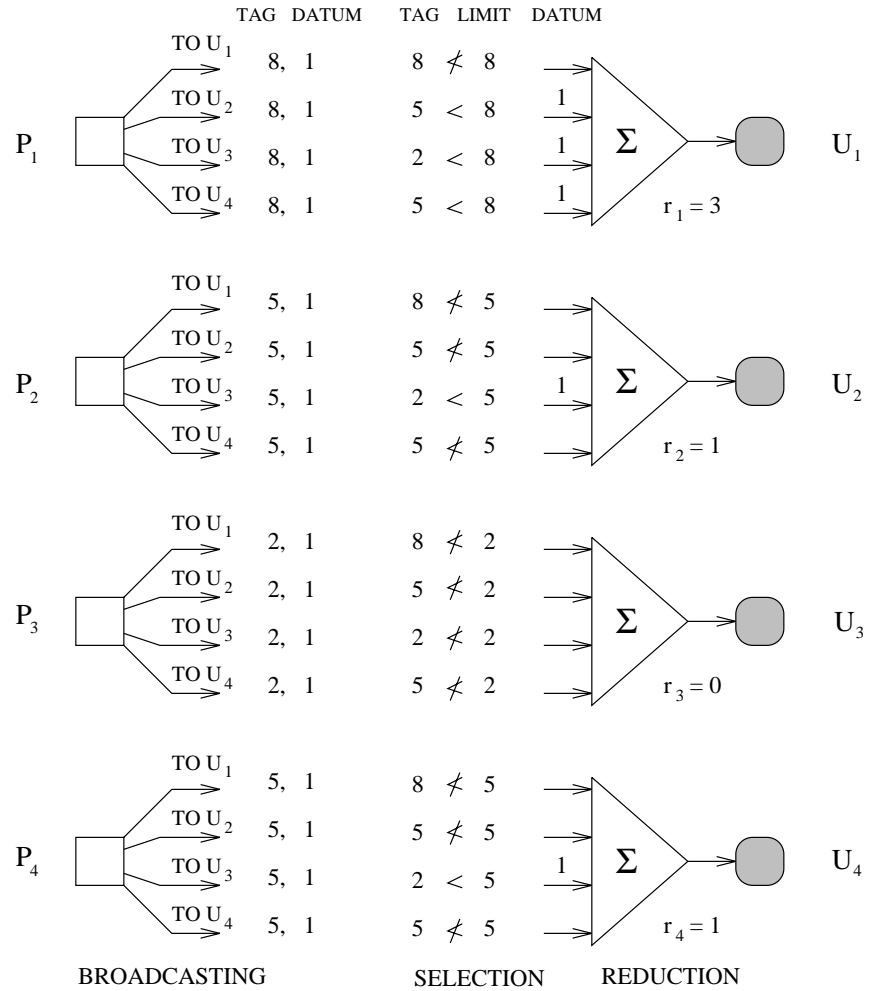 TAG DATUM TAG LIMIT DATUM
TO U1 8, 1 8 ≮ 8
TO U2 8, 1 5 < 8 1
P1 TO U3 8, 1 2 < 8 1 Σ U1
TO U4 8, 1 5 < 8 1 r1 = 3
TO U1 5, 1 8 ≮ 5
TO U2 5, 1 5 ≮ 5
P2 TO U3 5, 1 2 < 5 1 Σ U2
TO U4 5, 1 5 ≮ 5 r2 = 1
TO U1 2, 1 8 ≮ 2
TO U2 2, 1 5 ≮ 2
P3 TO U3 2, 1 2 ≮ 2 Σ U3
TO U4 2, 1 5 ≮ 2 r3 = 0
TO U1 5, 1 8 ≮ 5
TO U2 5, 1 5 ≮ 5
P4 TO U3 5, 1 2 < 5 1 Σ U4
TO U4 5, 1 5 ≮ 5 r4 = 1
BROADCASTING SELECTION REDUCTION